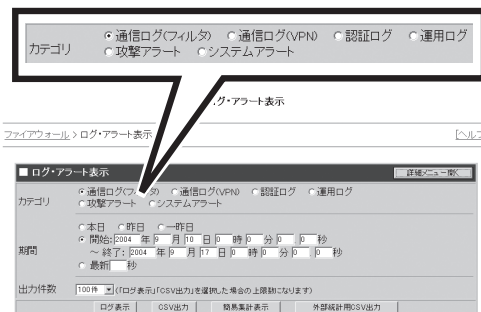 カテゴリ
通信ログ(フィルタ) 通信ログ(VPN) 認証ログ 運用ログ
攻撃アラート システムアラート
グ・アラート表示
ファイアウォール > ログ・アラート表示
[ヘル
■ ログ・アラート表示 詳細メニュー開く
カテゴリ
通信ログ(フ タ) 通信ログ(VPN) 認証ログ 運用ログ
攻撃アラート システムアラート
期間
本日 昨日 一昨日
開始: 2004 年 9 月 10 日 0 時 0 分 0 秒
～ 終了: 2004 年 9 月 17 日 0 時 0 分 0 秒
最新 秒
出力件数 100件 (「ログ表示」「CSV出力」を選択した場合の上限数になります)
ログ表示 CSV出力 簡易集計表示 外部統計用CSV出力